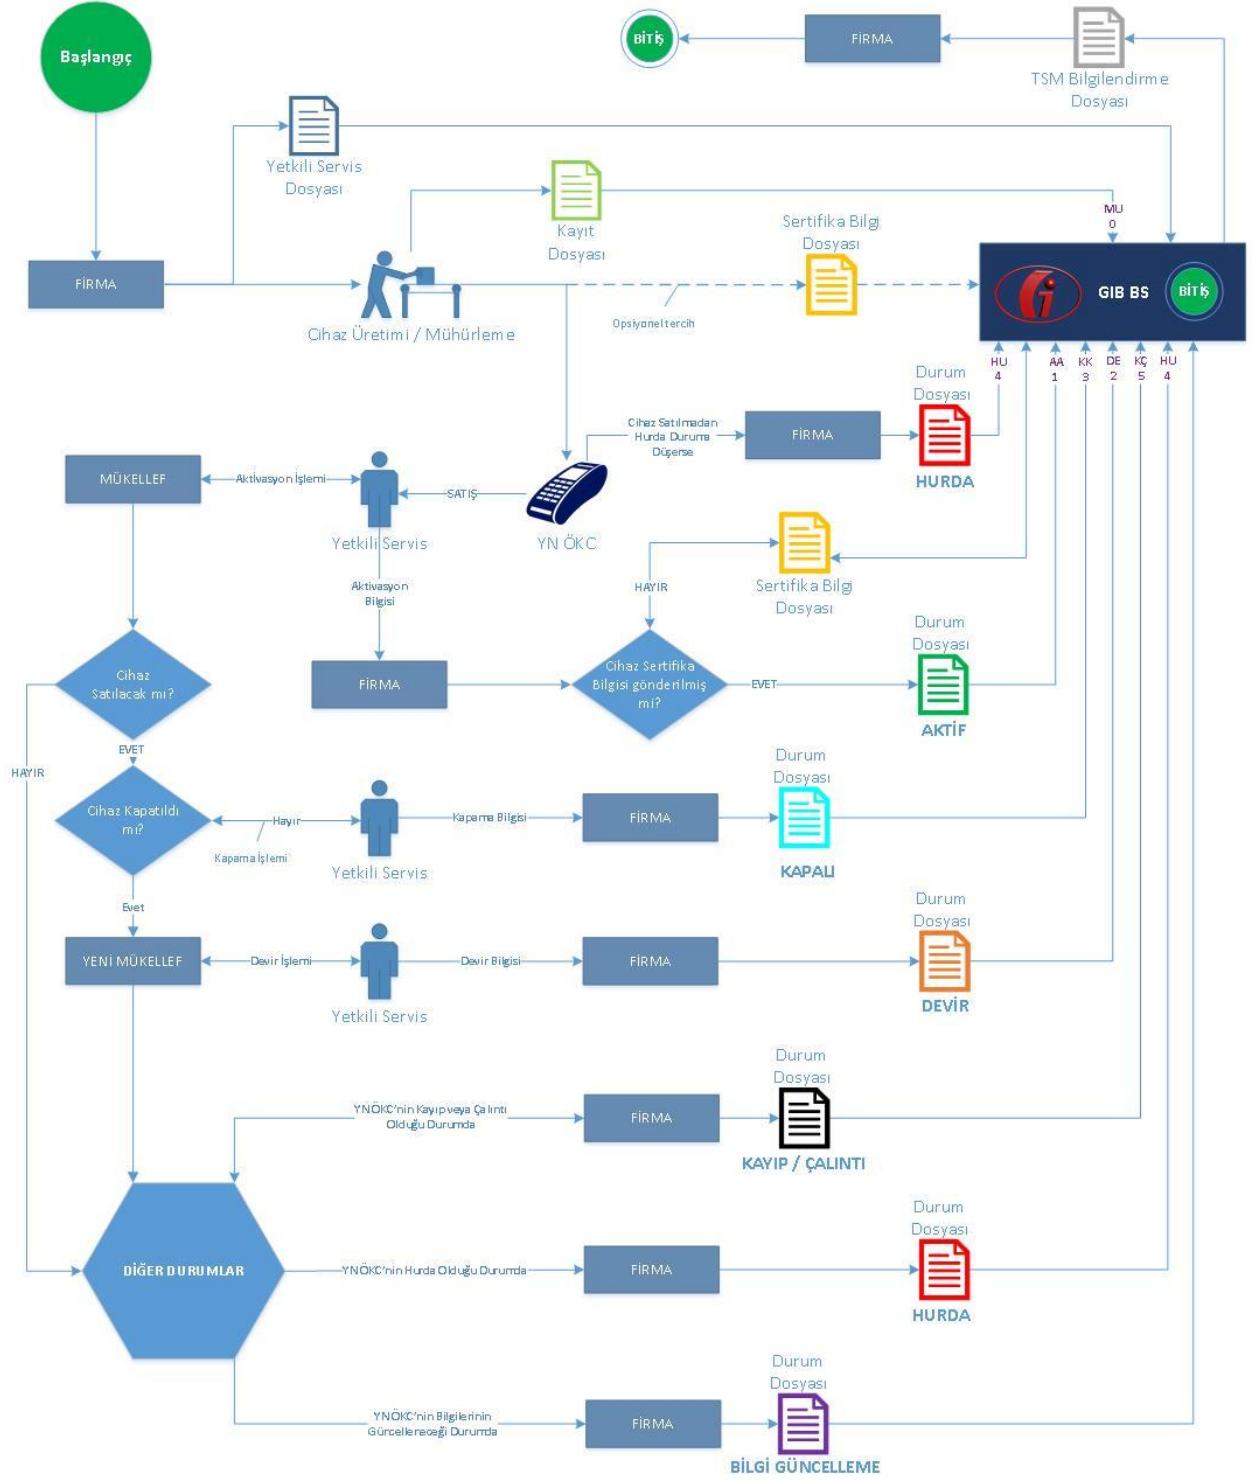 Başlangıç
BİTİŞ
FİRMA
TSM Bilgilendirme
Dosyası
Yetkili Servis
Dosyası
Kayıt
Dosyası
MU
0
Sertifika Bilgi
Dosyası
FİRMA
GIB BS
BİTİŞ
Cihaz Üretimi / Mühürleme
Opsiyonel tercih
HU
4
AA
1
KK
3
DE
2
KÇ
5
HU
4
Durum
Dosyası
Cihaz Satılmadan
Hurda Duruma
Düşerse
FİRMA
HURDA
MÜKELLEF
Aktivasyon İşlemi
SATIŞ
Yetkili Servis
YN ÖKC
Aktivasyon
Bilgisi
HAYIR
Sertifika Bilgi
Dosyası
Durum
Dosyası
Cihaz
Satılacak mı?
FİRMA
Cihaz Sertifika
Bilgisi gönderilmiş
mi?
EVET
AKTİF
EVET
HAYIR
Durum
Dosyası
Cihaz Kapatıldı
mı?
Hayır
Kapama İşlemi
Kapama Bilgisi
FİRMA
Yetkili Servis
KAPALI
Evet
Durum
Dosyası
YENİ MÜKELLEF
Devir İşlemi
Devir Bilgisi
FİRMA
Yetkili Servis
DEVİR
Durum
Dosyası
YNÖKC'nin Kayıp veya Çalıntı
Olduğu Durumda
FİRMA
KAYIP / ÇALINTI
Durum
Dosyası
DİĞER DURUMLAR
YNÖKC'nin Hurda Olduğu Durumda
FİRMA
HURDA
Durum
Dosyası
YNÖKC'nin Bilgilerinin
Güncelleneceği Durumda
FİRMA
BİLGİ GÜNCELLEME